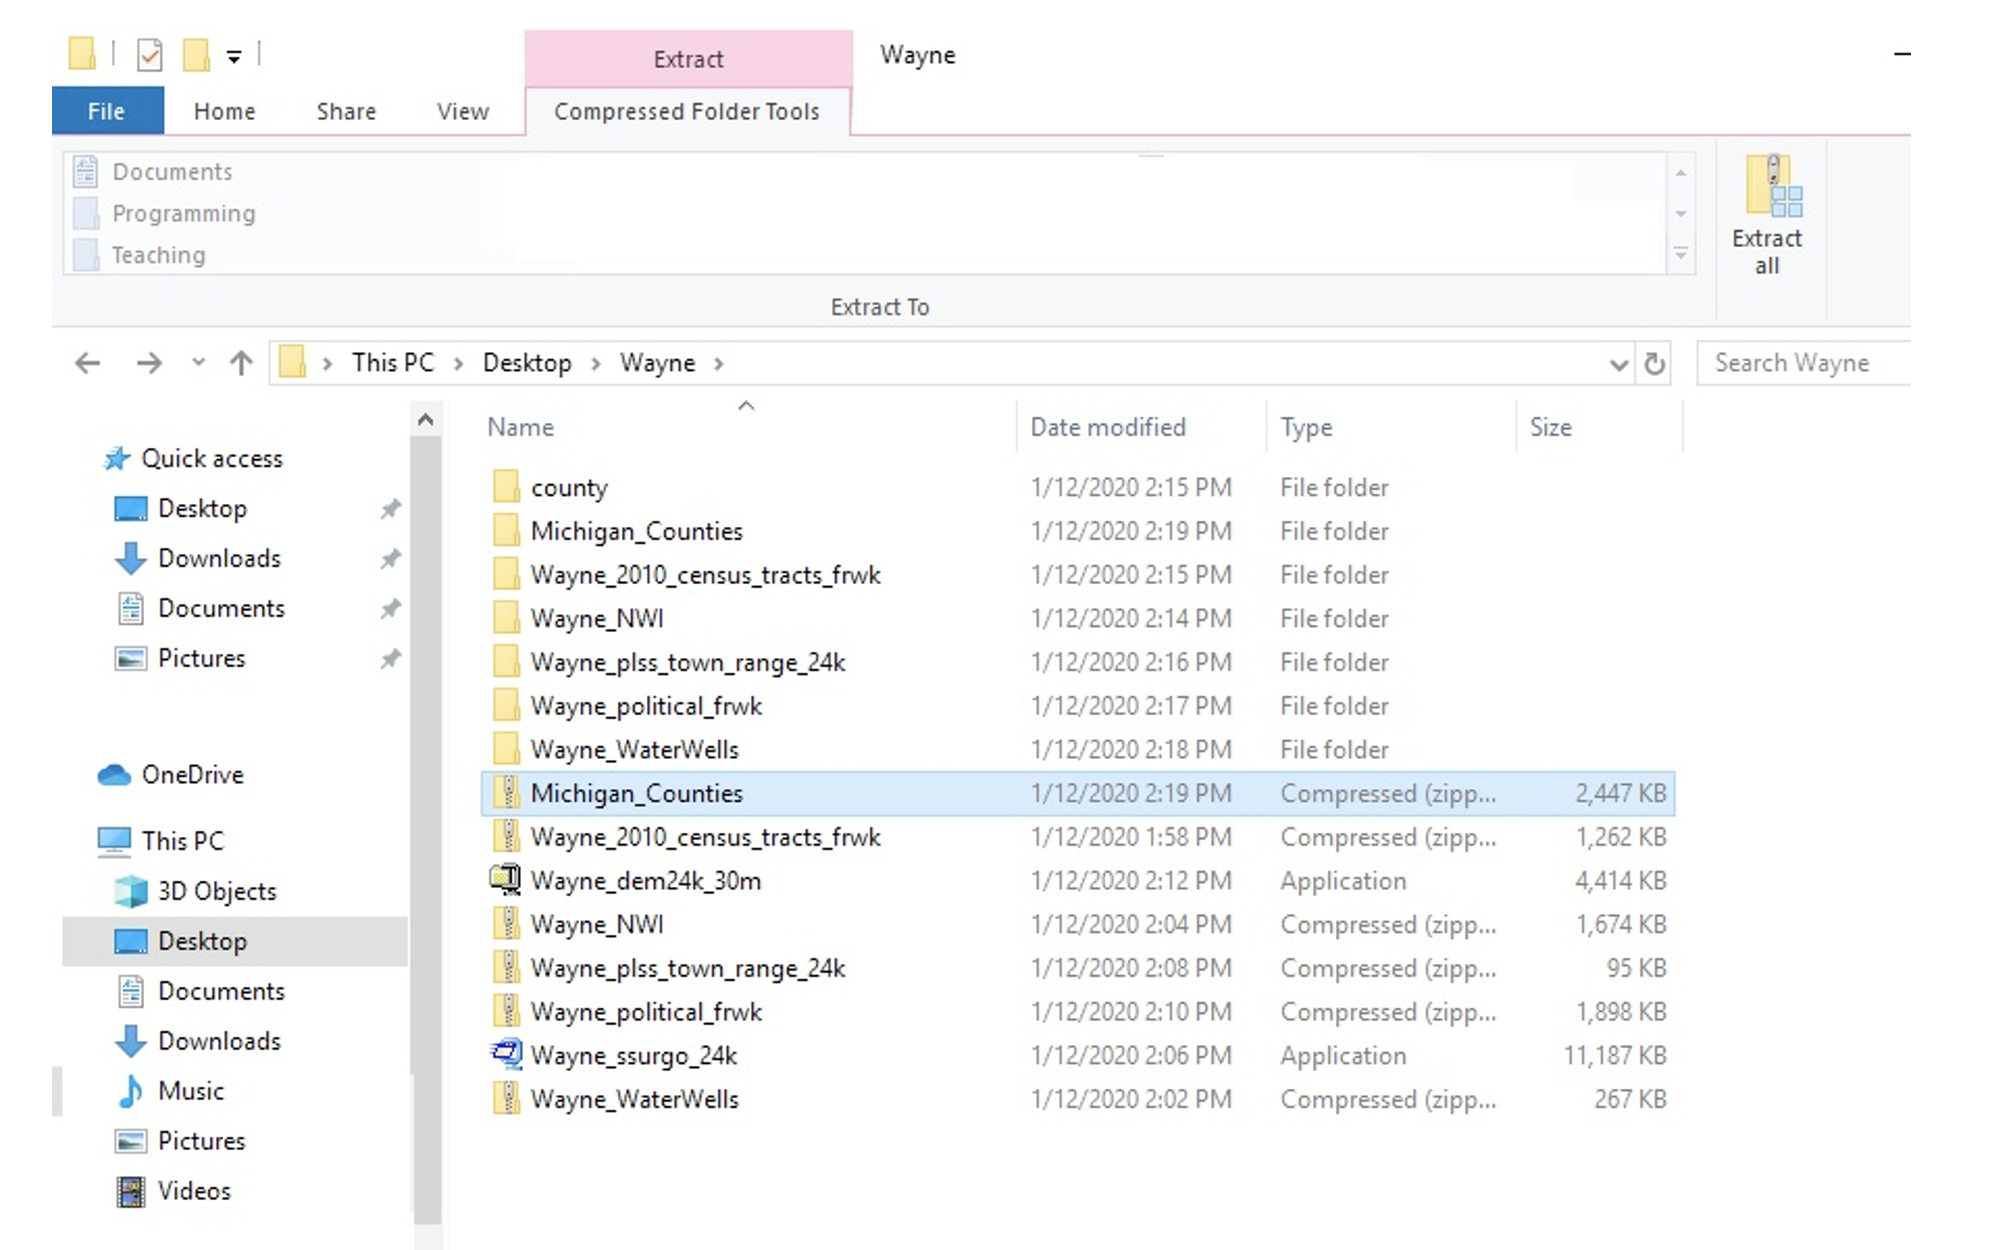 Extract
Wayne
File
Home
Share
View
Compressed Folder Tools
Documents
Programming
Teaching
Extract
all
Extract To
This PC
Desktop
Wayne
Search Wayne
Quick access
Desktop
Downloads
Documents
Pictures
OneDrive
This PC
3D Objects
Desktop
Documents
Downloads
Music
Pictures
Videos
Name Date modified Type Size
county 1/12/2020 2:15 PM File folder
Michigan_Counties 1/12/2020 2:19 PM File folder
Wayne_2010_census_tracts_frwk 1/12/2020 2:15 PM File folder
Wayne_NWI 1/12/2020 2:14 PM File folder
Wayne_plss_town_range_24k 1/12/2020 2:16 PM File folder
Wayne_political_frwk 1/12/2020 2:17 PM File folder
Wayne_WaterWells 1/12/2020 2:18 PM File folder
Michigan_Counties 1/12/2020 2:19 PM Compressed (zipp... 2,447 KB
Wayne_2010_census_tracts_frwk 1/12/2020 1:58 PM Compressed (zipp... 1,262 KB
Wayne_dem24k_30m 1/12/2020 2:12 PM Application 4,414 KB
Wayne_NWI 1/12/2020 2:04 PM Compressed (zipp... 1,674 KB
Wayne_plss_town_range_24k 1/12/2020 2:08 PM Compressed (zipp... 95 KB
Wayne_political_frwk 1/12/2020 2:10 PM Compressed (zipp... 1,898 KB
Wayne_ssurgo_24k 1/12/2020 2:06 PM Application 11,187 KB
Wayne_WaterWells 1/12/2020 2:02 PM Compressed (zipp... 267 KB